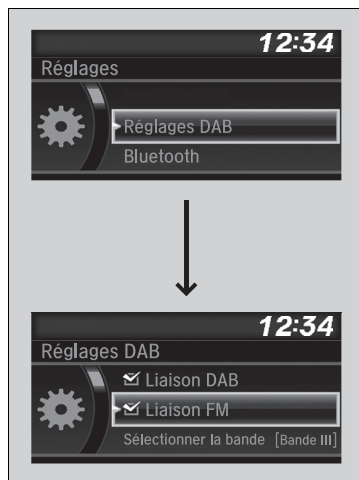 12:34
Réglages
Réglages DAB
Bluetooth
12:34
Réglages DAB
Liaison DAB
Liaison FM
Sélectionner la bande [Bande III]